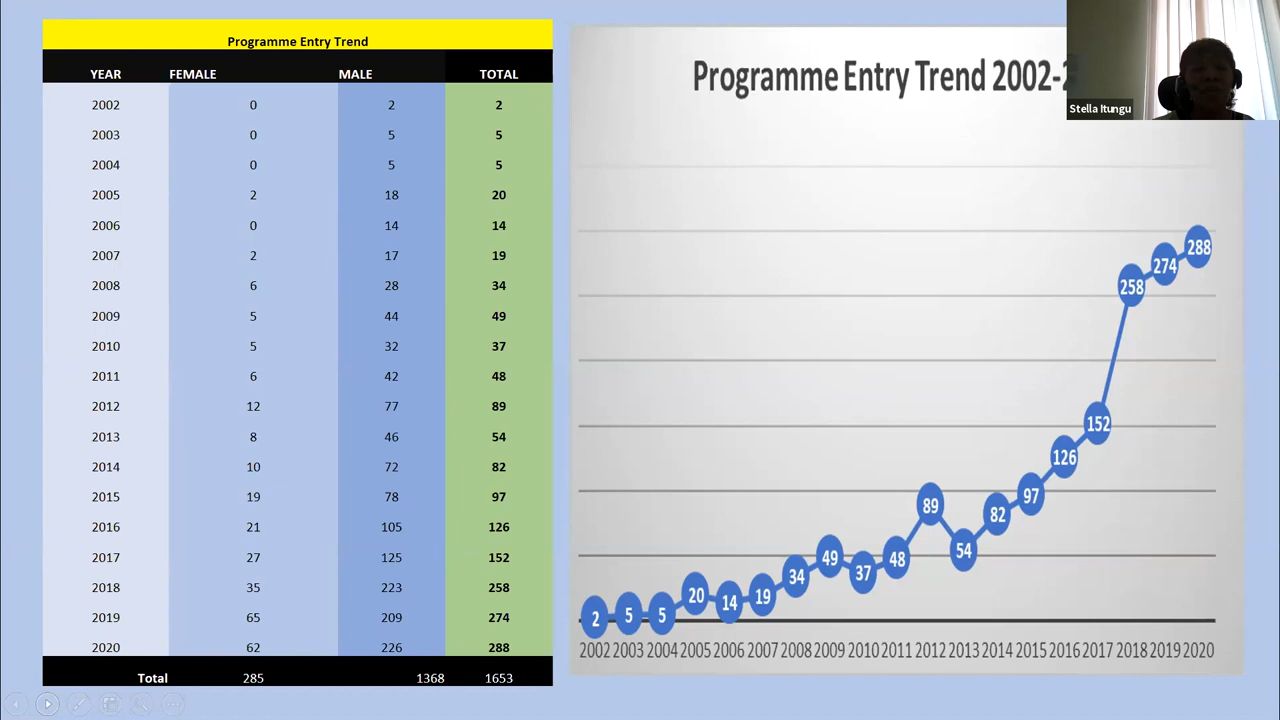 Programme Entry Trend
YEAR FEMALE MALE TOTAL
2002 0 2 2
2003 0 5 5
2004 0 5 5
2005 2 18 20
2006 0 14 14
2007 2 17 19
2008 6 28 34
2009 5 44 49
2010 5 32 37
2011 6 42 48
2012 12 77 89
2013 8 46 54
2014 10 72 82
2015 19 78 97
2016 21 105 126
2017 27 125 152
2018 35 223 258
2019 65 209 274
2020 62 226 288
Total 285 1368 1653
Programme Entry Trend 2002-2
Stella Itungu
2 5 5 20 14 19 34 49 37 48 89 54 82 97 126 152 258 274 288
2002 2003 2004 2005 2006 2007 2008 2009 2010 2011 2012 2013 2014 2015 2016 2017 2018 2019 2020